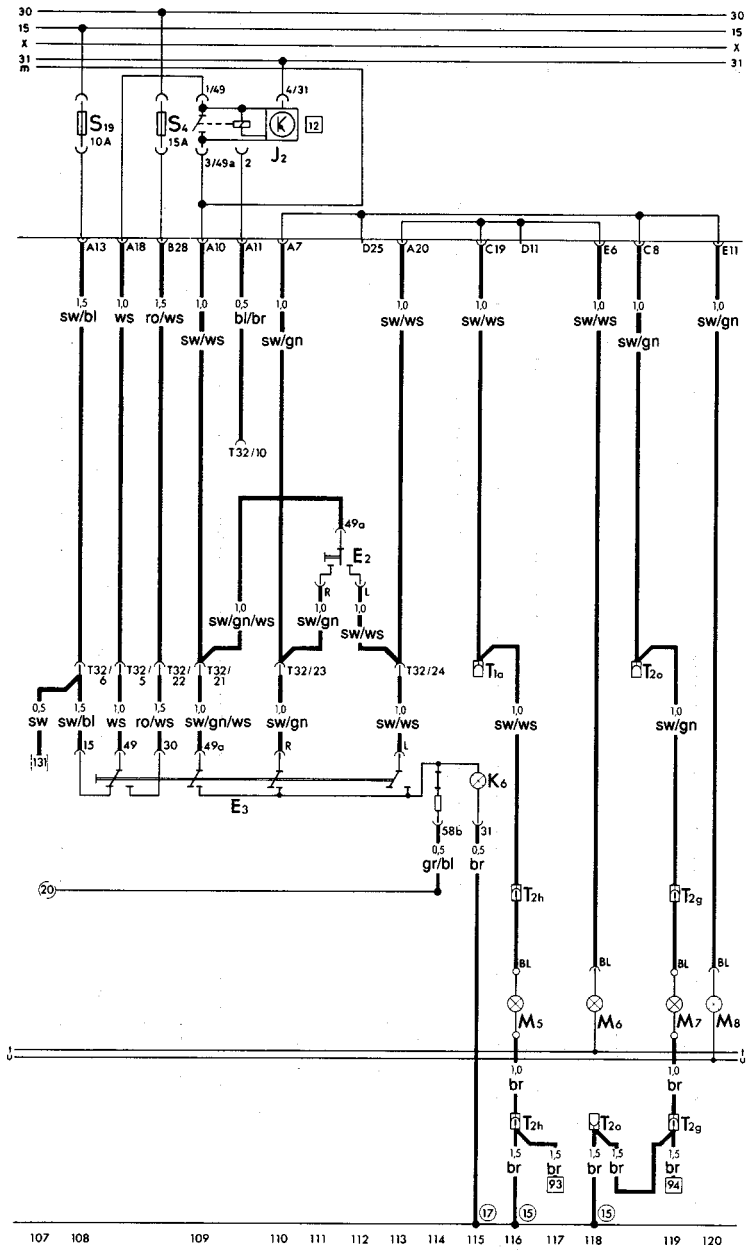 30 30
15 15
X X
31 31
m
1/49 4/31
S19 S4 K 12
10A 15A J2
3/49a 2
A13 A18 B28 A10 A11 A7 D25 A20 C19 D11 E6 C8 E11
1,5 1,0 1,5 1,0 0,5 1,0 1,0 1,0 1,0 1,0 1,0
sw/bl ws ro/ws bl/br sw/ws sw/ws sw/ws sw/gn
sw/ws sw/gn sw/gn
T32/10
49a
E2
R L
1,0 1,0 1,0
sw/gn/ws sw/gn sw/ws
T32/6 T32/5 T32/22 T32/21 T32/23 T32/24 T1a T2o
0,5 1,5 1,0 1,5 1,0 1,0 1,0 1,0 1,0
sw sw/bl ws ro/ws sw/gn/ws sw/gn sw/ws sw/ws sw/gn
131 15 49 30 49a R L
E3 K6
58b 31
0,5 0,5
gr/bl br
20 T2h T2g
BL BL BL BL
M5 M6 M7 M8
t t
u u
1,0 1,0
br br
T2h T2o T2g
1,5 1,5 1,5 1,5 1,5
br br br br br
93 94
17 15 15
107 108 109 110 111 112 113 114 115 116 117 118 119 120